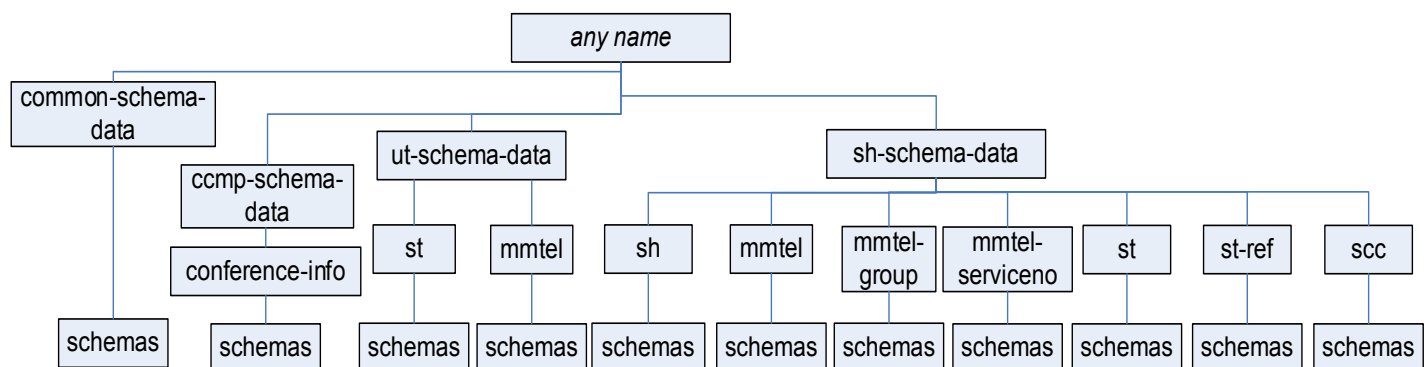 any name
common-schema-
data
ut-schema-data
sh-schema-data
ccmp-schema-
data
st
mmtel
sh
mmtel
mmtel-
group
mmtel-
serviceno
st
st-ref
scc
conference-info
schemas
schemas
schemas
schemas
schemas
schemas
schemas
schemas
schemas
schemas
schemas